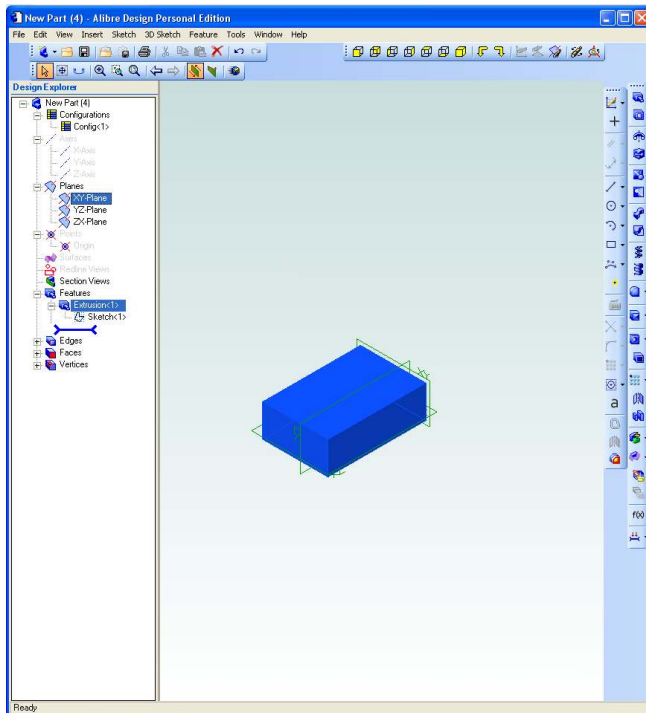 New Part (4) - Alibre Design Personal Edition
File Edit View Insert Sketch 3D Sketch Feature Tools Window Help
Design Explorer
New Part (4)
Configurations
Config<1>
Axes
X-Axis
Y-Axis
Z-Axis
Planes
XY-Plane
YZ-Plane
ZX-Plane
Points
Origin
Surfaces
Redline Views
Section Views
Features
Extrusion<1>
Sketch<1>
Edges
Faces
Vertices
a
f(x)
Ready